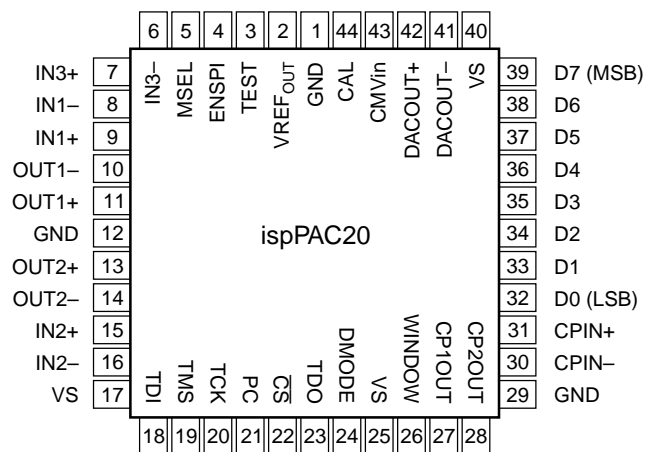 6 5 4 3 2 1 44 43 42 41 40
IN3– MSEL ENSPI TEST VREFOUT GND CAL CMVin DACOUT+ DACOUT– VS
IN3+ 7
IN1– 8
IN1+ 9
OUT1– 10
OUT1+ 11
GND 12
OUT2+ 13
OUT2– 14
IN2+ 15
IN2– 16
VS 17
ispPAC20
39 D7 (MSB)
38 D6
37 D5
36 D4
35 D3
34 D2
33 D1
32 D0 (LSB)
31 CPIN+
30 CPIN–
29 GND
TDI TMS TCK PC CS TDO DMODE VS WINDOW CP1OUT CP2OUT
18 19 20 21 22 23 24 25 26 27 28